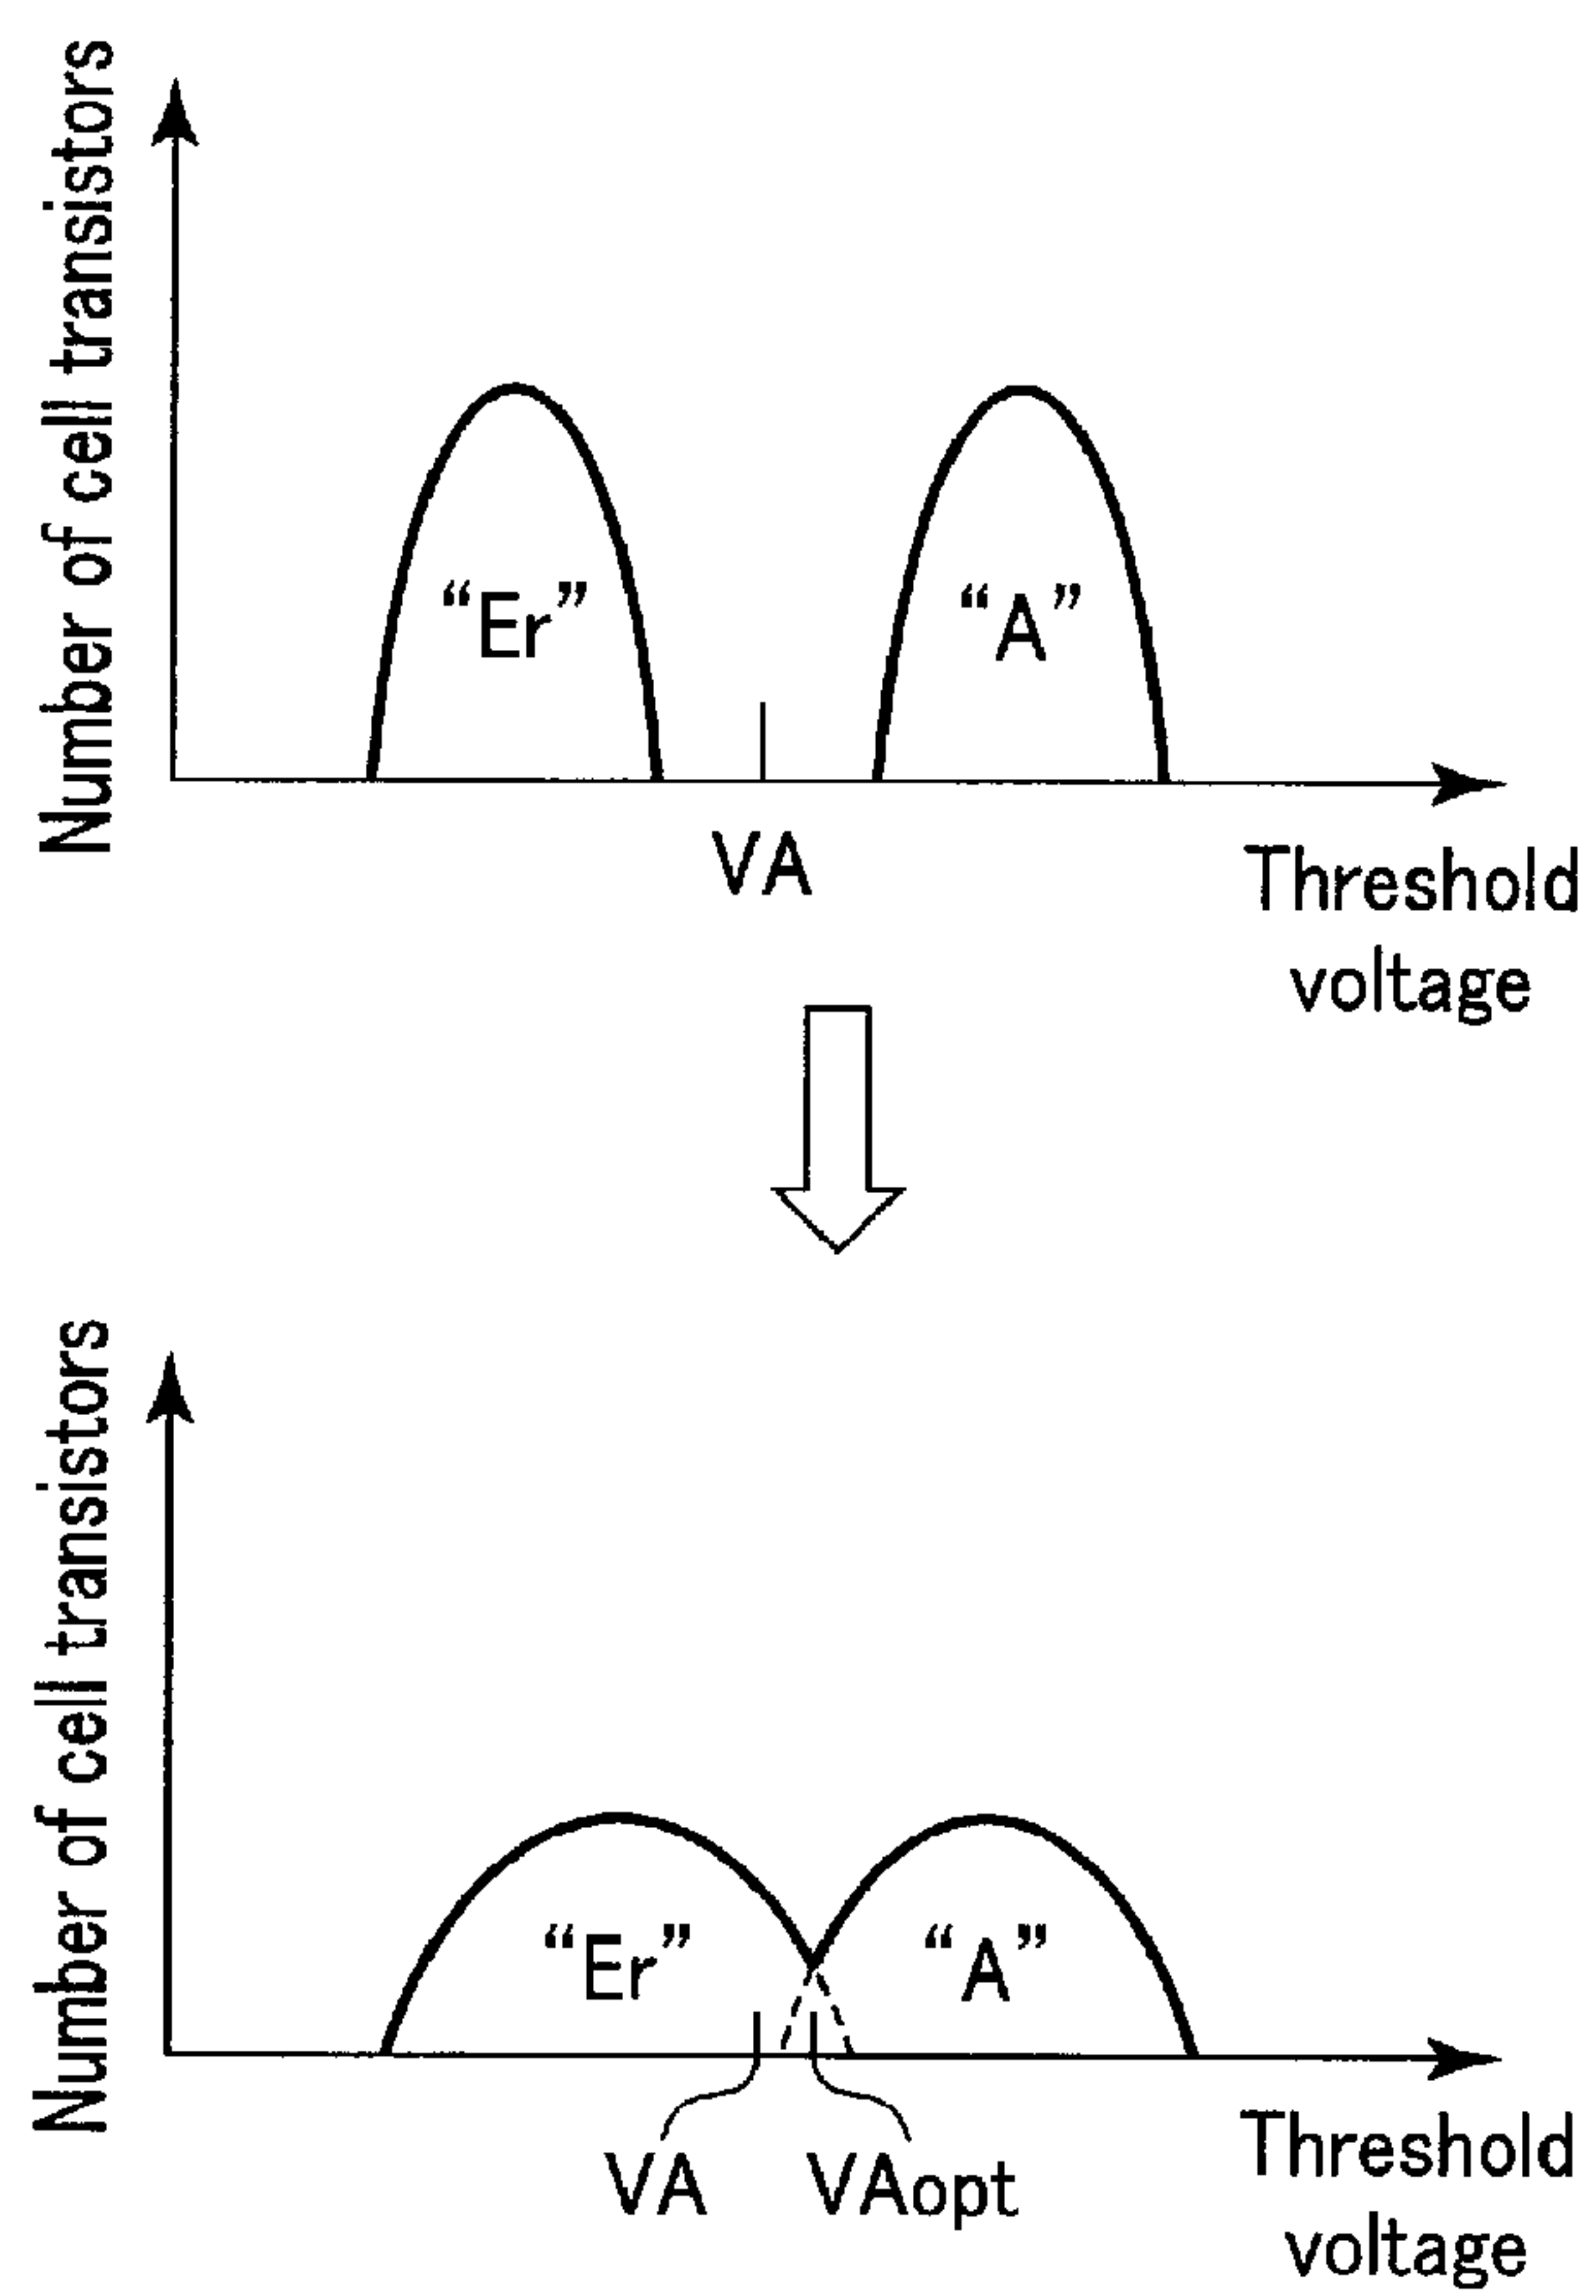 Number of cell transistors
“Er”
“A”
VA
Threshold
voltage
Number of cell transistors
“Er”
“A”
VA
VAopt
Threshold
voltage